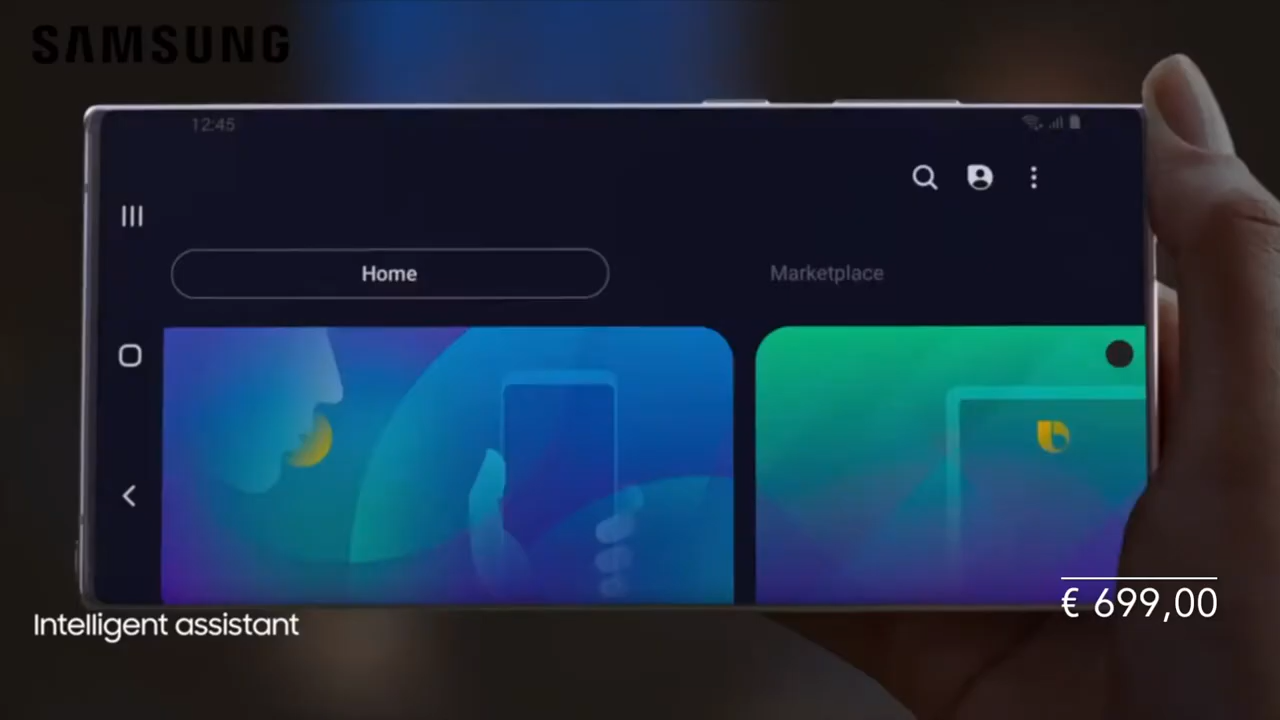 SAMSUNG
12:45
Home
Marketplace
Intelligent assistant
€ 699,00